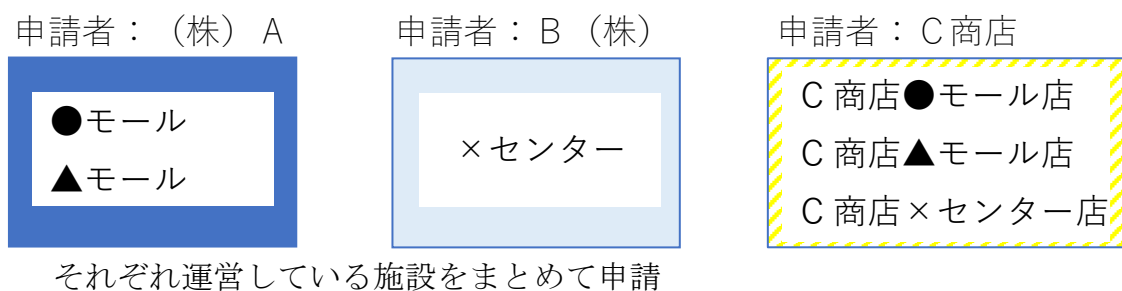 申請者：（株）A
●モール
▲モール
申請者：B（株）
×センター
申請者：C商店
C商店●モール店
C商店▲モール店
C商店×センター店
それぞれ運営している施設をまとめて申請